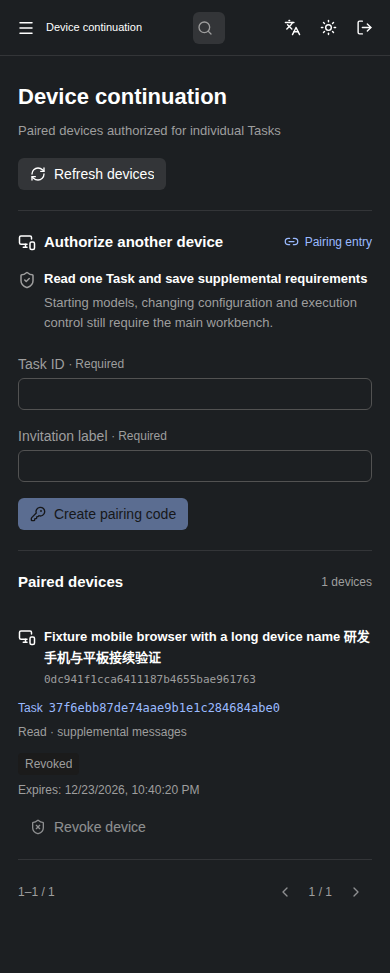 Device continuation
Device continuation
Paired devices authorized for individual Tasks
Refresh devices
Authorize another device
Pairing entry
Read one Task and save supplemental requirements
Starting models, changing configuration and execution
control still require the main workbench.
Task ID · Required
Invitation label · Required
Create pairing code
Paired devices
1 devices
Fixture mobile browser with a long device name 研发
手机与平板接续验证
0dc941f1cca6411187b4655bae961763
Task 37f6ebb87de74aae9b1e1c284684abe0
Read · supplemental messages
Revoked
Expires: 12/23/2026, 10:40:20 PM
Revoke device
1–1 / 1
1 / 1